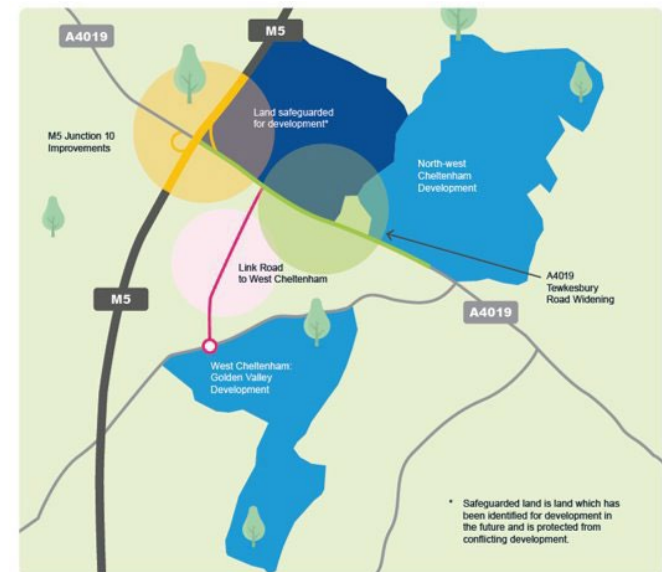 M5
A4019
Land safeguarded
for development*
M5 Junction 10
Improvements
North-west
Cheltenham
Development
Link Road
to West Cheltenham
A4019
Tewkesbury
Road Widening
M5
A4019
West Cheltenham:
Golden Valley
Development
* Safeguarded land is land which has
been identified for development in
the future and is protected from
conflicting development.